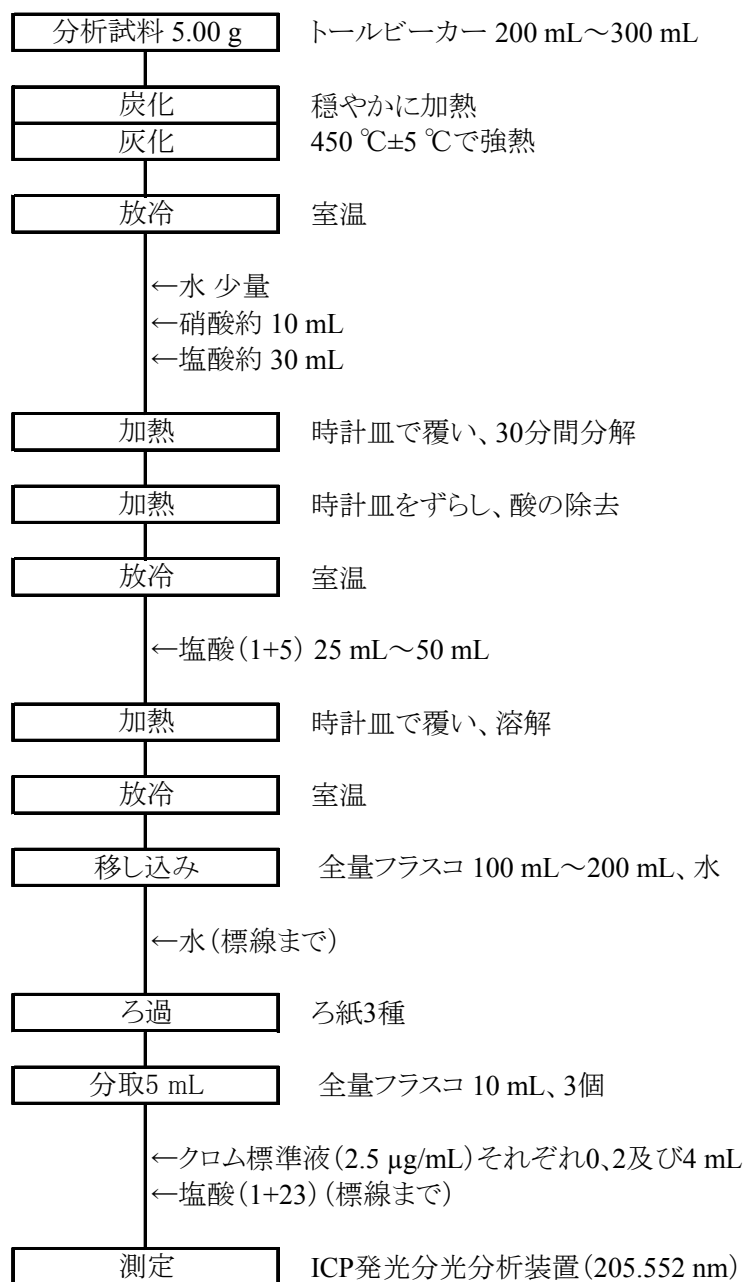 分析試料 5.00 g　トールビーカー 200 mL～300 mL
炭化　穏やかに加熱
灰化　450 ℃±5 ℃で強熱
放冷　室温
←水 少量
←硝酸約 10 mL
←塩酸約 30 mL
加熱　時計皿で覆い、30分間分解
加熱　時計皿をずらし、酸の除去
放冷　室温
←塩酸(1+5) 25 mL～50 mL
加熱　時計皿で覆い、溶解
放冷　室温
移し込み　全量フラスコ 100 mL～200 mL、水
←水(標線まで)
ろ過　ろ紙3種
分取5 mL　全量フラスコ 10 mL、3個
←クロム標準液(2.5 µg/mL)それぞれ0、2及び4 mL
←塩酸(1+23)(標線まで)
測定　ICP発光分光分析装置(205.552 nm)